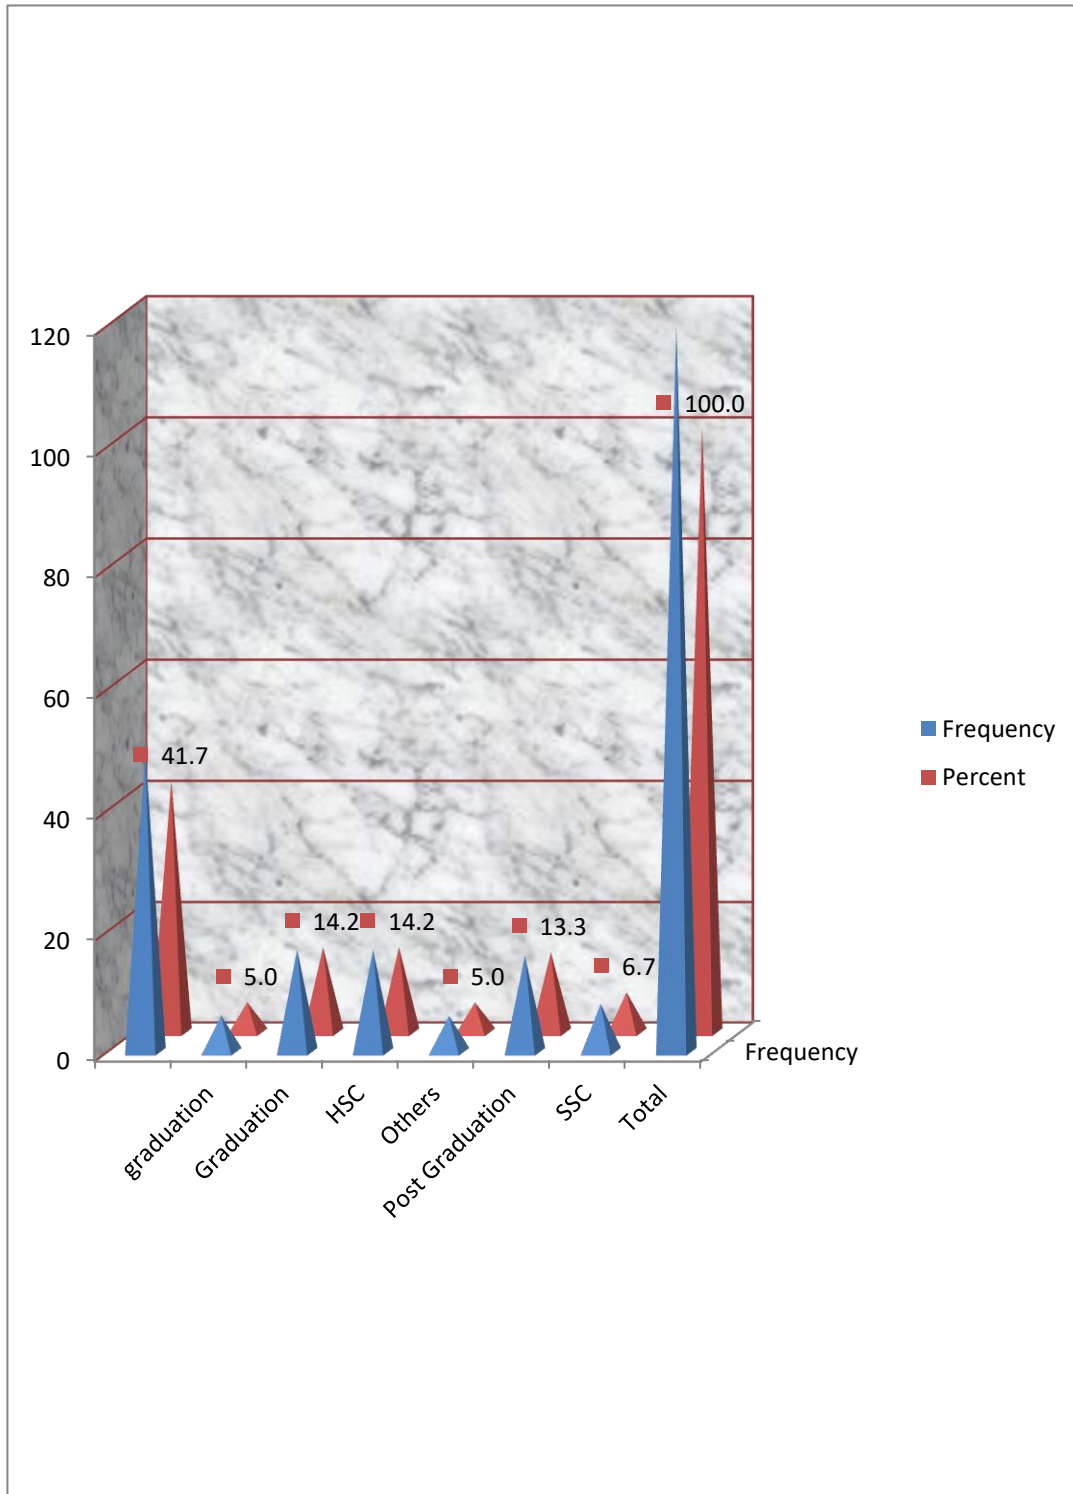 120
100
80
60
40
20
0
100.0
41.7
14.2
14.2
13.3
5.0
5.0
6.7
Frequency
graduation
Graduation
HSC
Others
Post Graduation
SSC
Total
Frequency
Percent